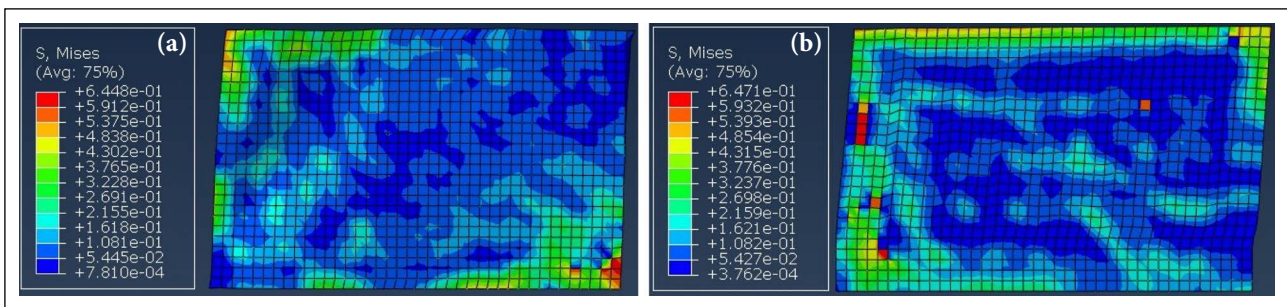 (a)
S, Mises
(Avg: 75%)
+6.448e-01
+5.912e-01
+5.375e-01
+4.838e-01
+4.302e-01
+3.765e-01
+3.228e-01
+2.691e-01
+2.155e-01
+1.618e-01
+1.081e-01
+5.445e-02
+7.810e-04
(b)
S, Mises
(Avg: 75%)
+6.471e-01
+5.932e-01
+5.393e-01
+4.854e-01
+4.315e-01
+3.776e-01
+3.237e-01
+2.698e-01
+2.159e-01
+1.621e-01
+1.082e-01
+5.427e-02
+3.762e-04